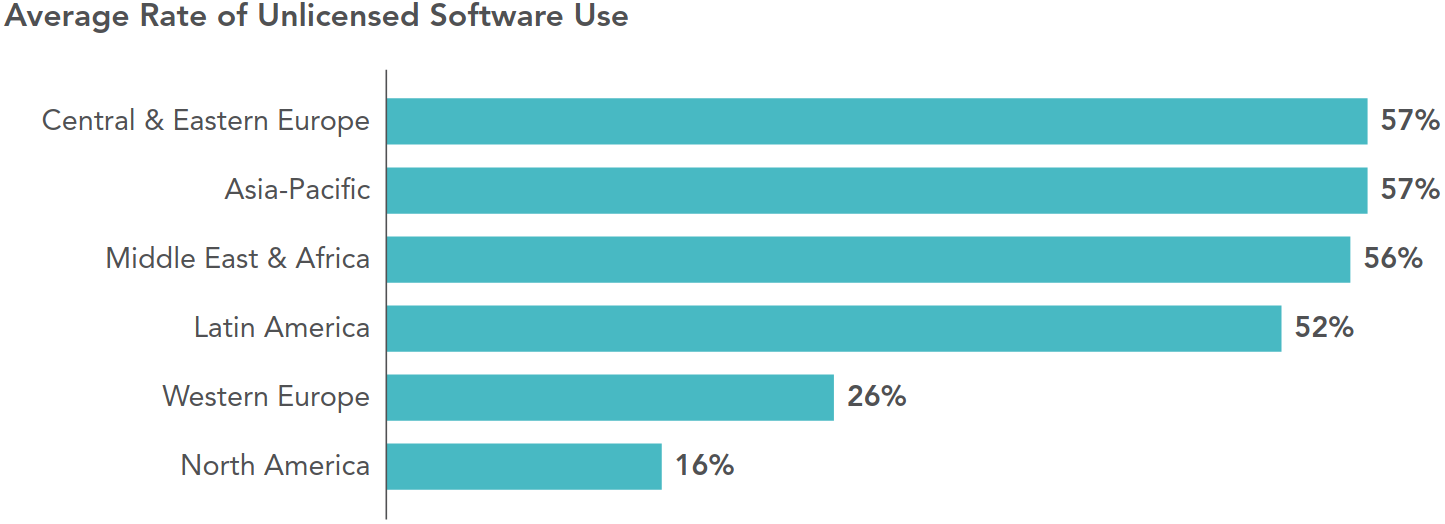 Average Rate of Unlicensed Software Use
Central & Eastern Europe 57%
Asia-Pacific 57%
Middle East & Africa 56%
Latin America 52%
Western Europe 26%
North America 16%